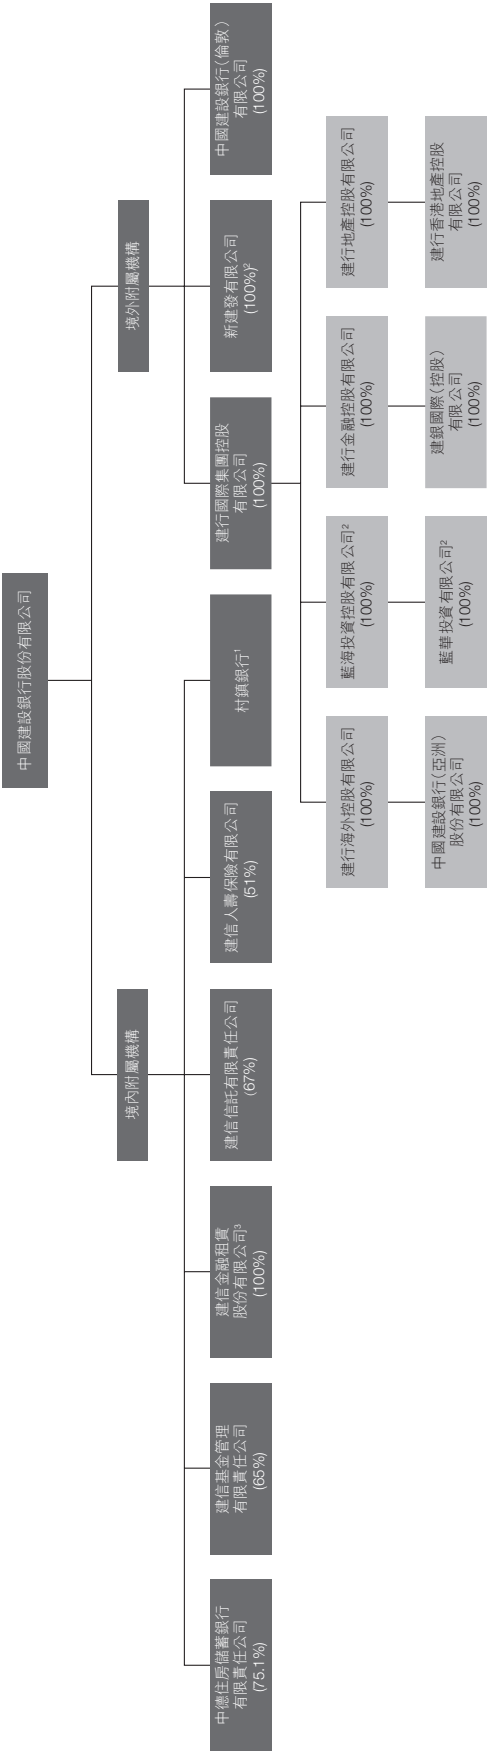 中國建設銀行股份有限公司
境內附屬機構
境外附屬機構
中德住房儲蓄銀行
有限責任公司
(75.1%)
建信基金管理
有限責任公司
(65%)
建信金融租賃
股份有限公司³
(100%)
建信信託有限責任公司
(67%)
建信人壽保險有限公司
(51%)
村鎮銀行¹
建行國際集團控股
有限公司
(100%)
新建發有限公司
(100%)²
中國建設銀行(倫敦)
有限公司
(100%)
建行海外控股有限公司
(100%)
藍海投資控股有限公司²
(100%)
建行金融控股有限公司
(100%)
建行地產控股有限公司
(100%)
中國建設銀行(亞洲)
股份有限公司
(100%)
藍華投資有限公司²
(100%)
建銀國際(控股)
有限公司
(100%)
建行香港地產控股
有限公司
(100%)